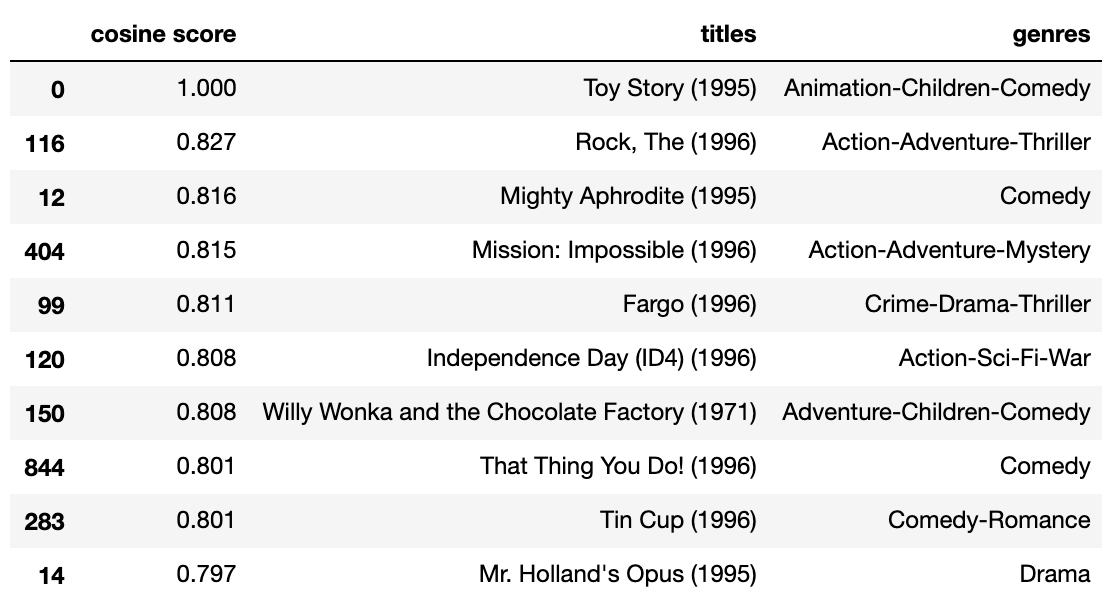 cosine score titles genres
0 1.000 Toy Story (1995) Animation-Children-Comedy
116 0.827 Rock, The (1996) Action-Adventure-Thriller
12 0.816 Mighty Aphrodite (1995) Comedy
404 0.815 Mission: Impossible (1996) Action-Adventure-Mystery
99 0.811 Fargo (1996) Crime-Drama-Thriller
120 0.808 Independence Day (ID4) (1996) Action-Sci-Fi-War
150 0.808 Willy Wonka and the Chocolate Factory (1971) Adventure-Children-Comedy
844 0.801 That Thing You Do! (1996) Comedy
283 0.801 Tin Cup (1996) Comedy-Romance
14 0.797 Mr. Holland's Opus (1995) Drama